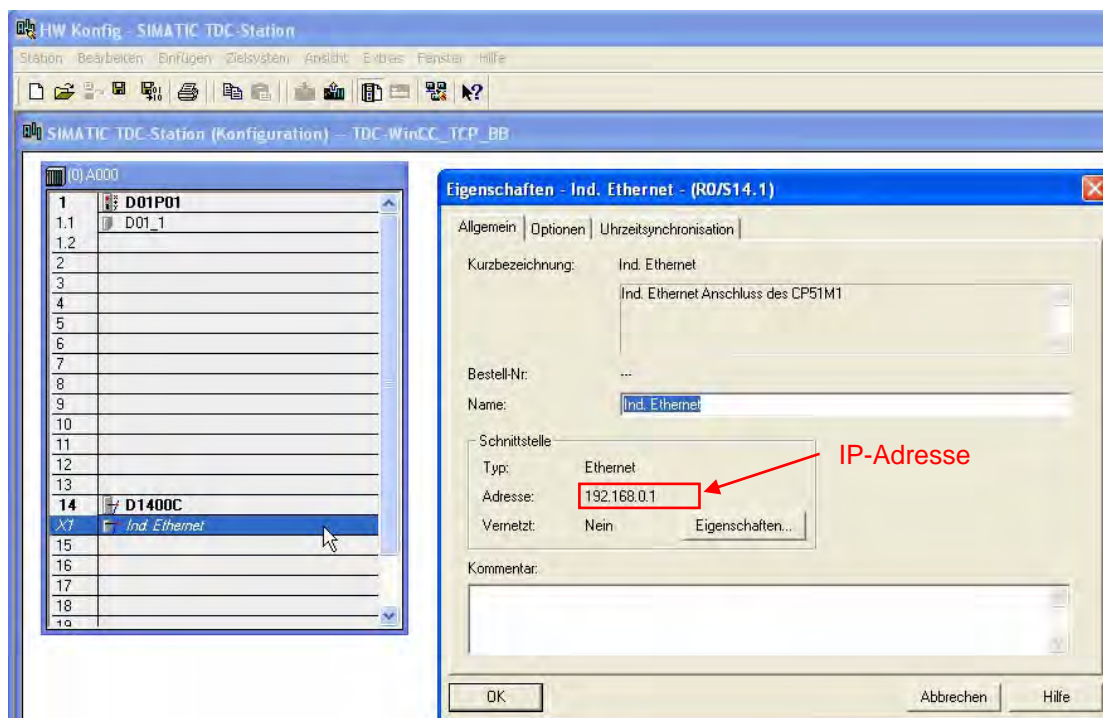 HW Konfig - SIMATIC TDC-Station
Station Bearbeiten Einfügen Zielsystem Ansicht Extras Fenster Hilfe
SIMATIC TDC-Station (Konfiguration) -- TDC-WinCC_TCP_BB
(0) A000
1 D01P01
1.1 D01_1
1.2
2
3
4
5
6
7
8
9
10
11
12
13
14 D1400C
X1 Ind. Ethernet
15
16
17
18
19
Eigenschaften - Ind. Ethernet - (R0/S14.1)
Allgemein Optionen Uhrzeitsynchronisation
Kurzbezeichnung: Ind. Ethernet
Ind. Ethernet Anschluss des CP51M1
Bestell-Nr.: ---
Name: Ind. Ethernet
Schnittstelle
Typ: Ethernet
IP-Adresse
Adresse: 192.168.0.1
Vernetzt: Nein Eigenschaften...
Kommentar:
OK Abbrechen Hilfe